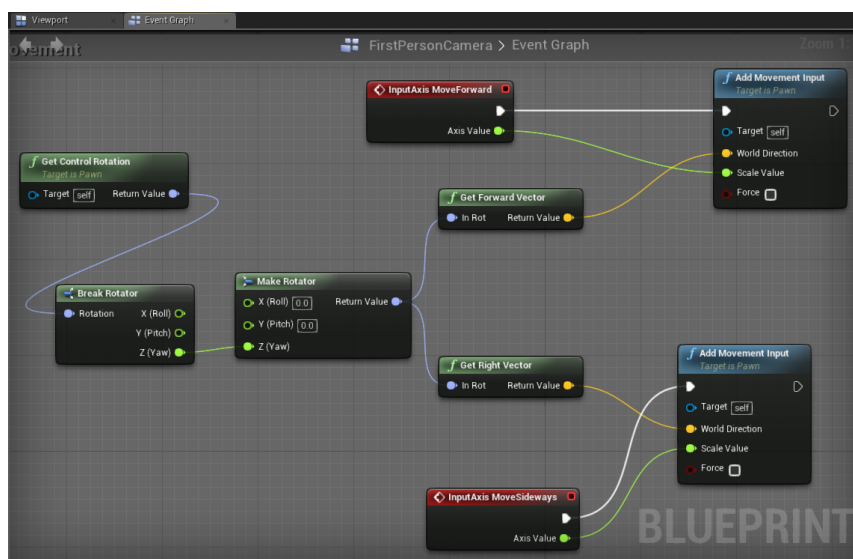 Viewport
Event Graph
ovement
FirstPersonCamera > Event Graph
Zoom 1:
InputAxis MoveForward
Axis Value
Add Movement Input
Target is Pawn
Target self
World Direction
Scale Value
Force
Get Control Rotation
Target is Pawn
Target self Return Value
Get Forward Vector
In Rot Return Value
Break Rotator
Rotation X (Roll)
Y (Pitch)
Z (Yaw)
Make Rotator
X (Roll) 0.0 Return Value
Y (Pitch) 0.0
Z (Yaw)
Get Right Vector
In Rot Return Value
Add Movement Input
Target is Pawn
Target self
World Direction
Scale Value
Force
InputAxis MoveSideways
Axis Value
BLUEPRINT